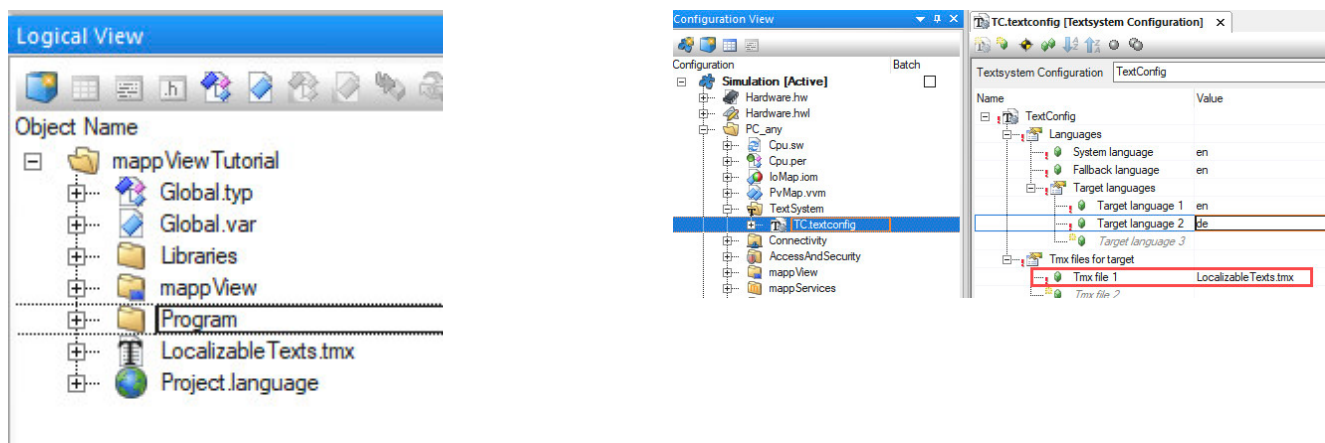 Logical View
Object Name
mappViewTutorial
Global.typ
Global.var
Libraries
mappView
Program
LocalizableTexts.tmx
Project.language
Configuration View
Configuration Batch
Simulation [Active]
Hardware.hw
Hardware.hwl
PC_any
Cpu.sw
Cpu.per
IoMap.iom
PvMap.vvm
TextSystem
TC.textconfig
Connectivity
AccessAndSecurity
mappView
mappServices
TC.textconfig [Textsystem Configuration]
Textsystem Configuration TextConfig
Name Value
TextConfig
Languages
System language en
Fallback language en
Target languages
Target language 1 en
Target language 2 de
Target language 3
Tmx files for target
Tmx file 1 LocalizableTexts.tmx
Tmx file 2